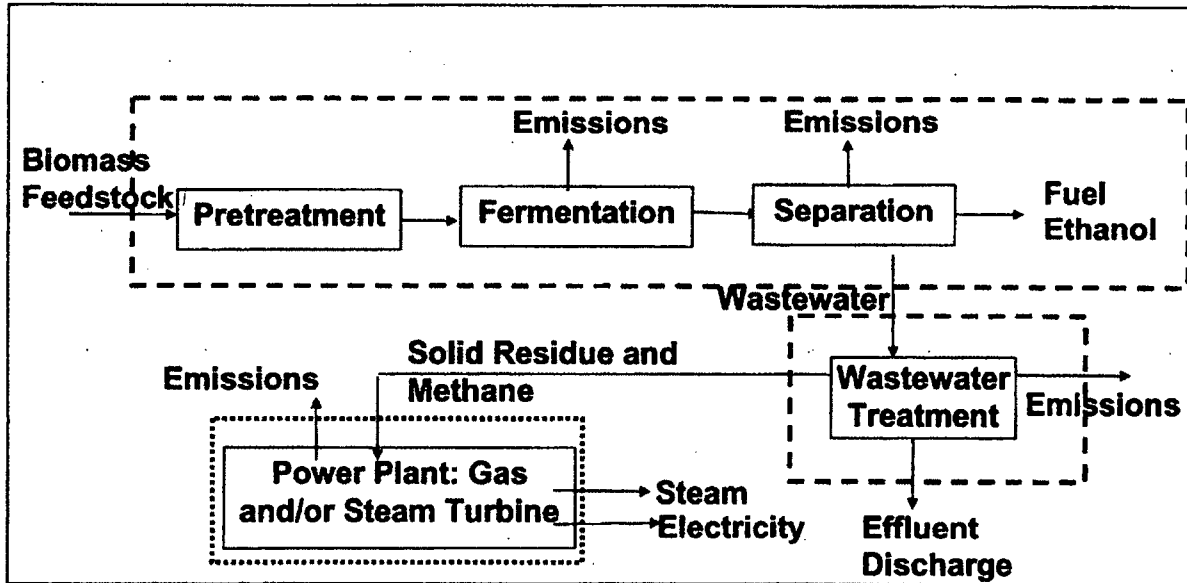 Emissions
Emissions
Biomass
Feedstock
Pretreatment
Fermentation
Separation
Fuel
Ethanol
Wastewater
Solid Residue and
Methane
Emissions
Wastewater
Treatment
Emissions
Power Plant: Gas
and/or Steam Turbine
Steam
Electricity
Effluent
Discharge